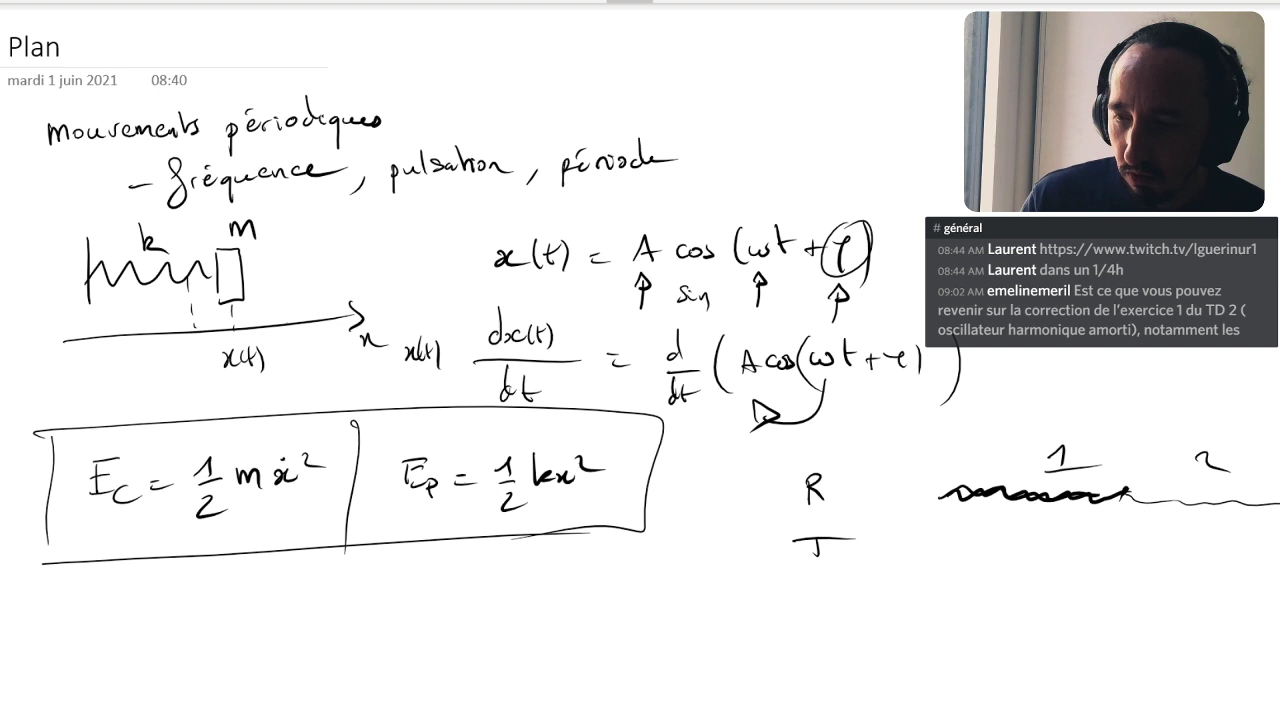 Plan
mardi 1 juin 2021 08:40
mouvements périodiques
- fréquence, pulsation, période
k m
x(t) = A cos (ωt + φ)
sin
x
x(t)
x(t) dx(t)/dt = d/dt (A cos(ωt + φ))
E_C = 1/2 m ẋ² E_P = 1/2 kx²
R
T
1 2
# général
08:44 AM Laurent https://www.twitch.tv/lguerinur1
08:44 AM Laurent dans un 1/4h
09:02 AM emelinemeril Est ce que vous pouvez
revenir sur la correction de l'exercice 1 du TD 2 (
oscillateur harmonique amorti), notamment les